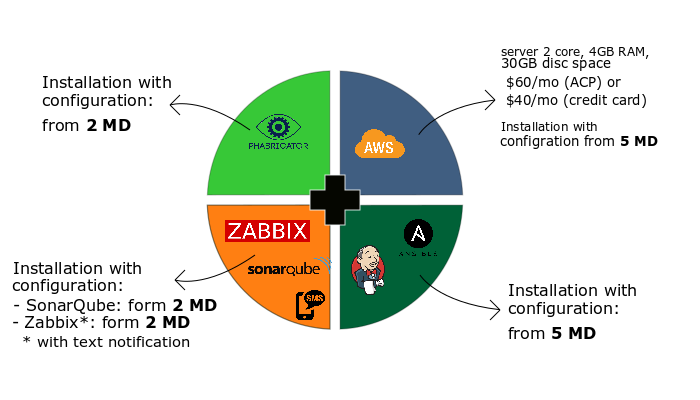 server 2 core, 4GB RAM,
30GB disc space
$60/mo (ACP) or
$40/mo (credit card)
Installation with
configration from 5 MD
Installation with
configuration:
from 2 MD
PHABRICATOR
AWS
ZABBIX
sonarqube
SMS
ANSIBLE
Installation with
configuration:
- SonarQube: form 2 MD
- Zabbix*: form 2 MD
* with text notification
Installation with
configuration:
from 5 MD